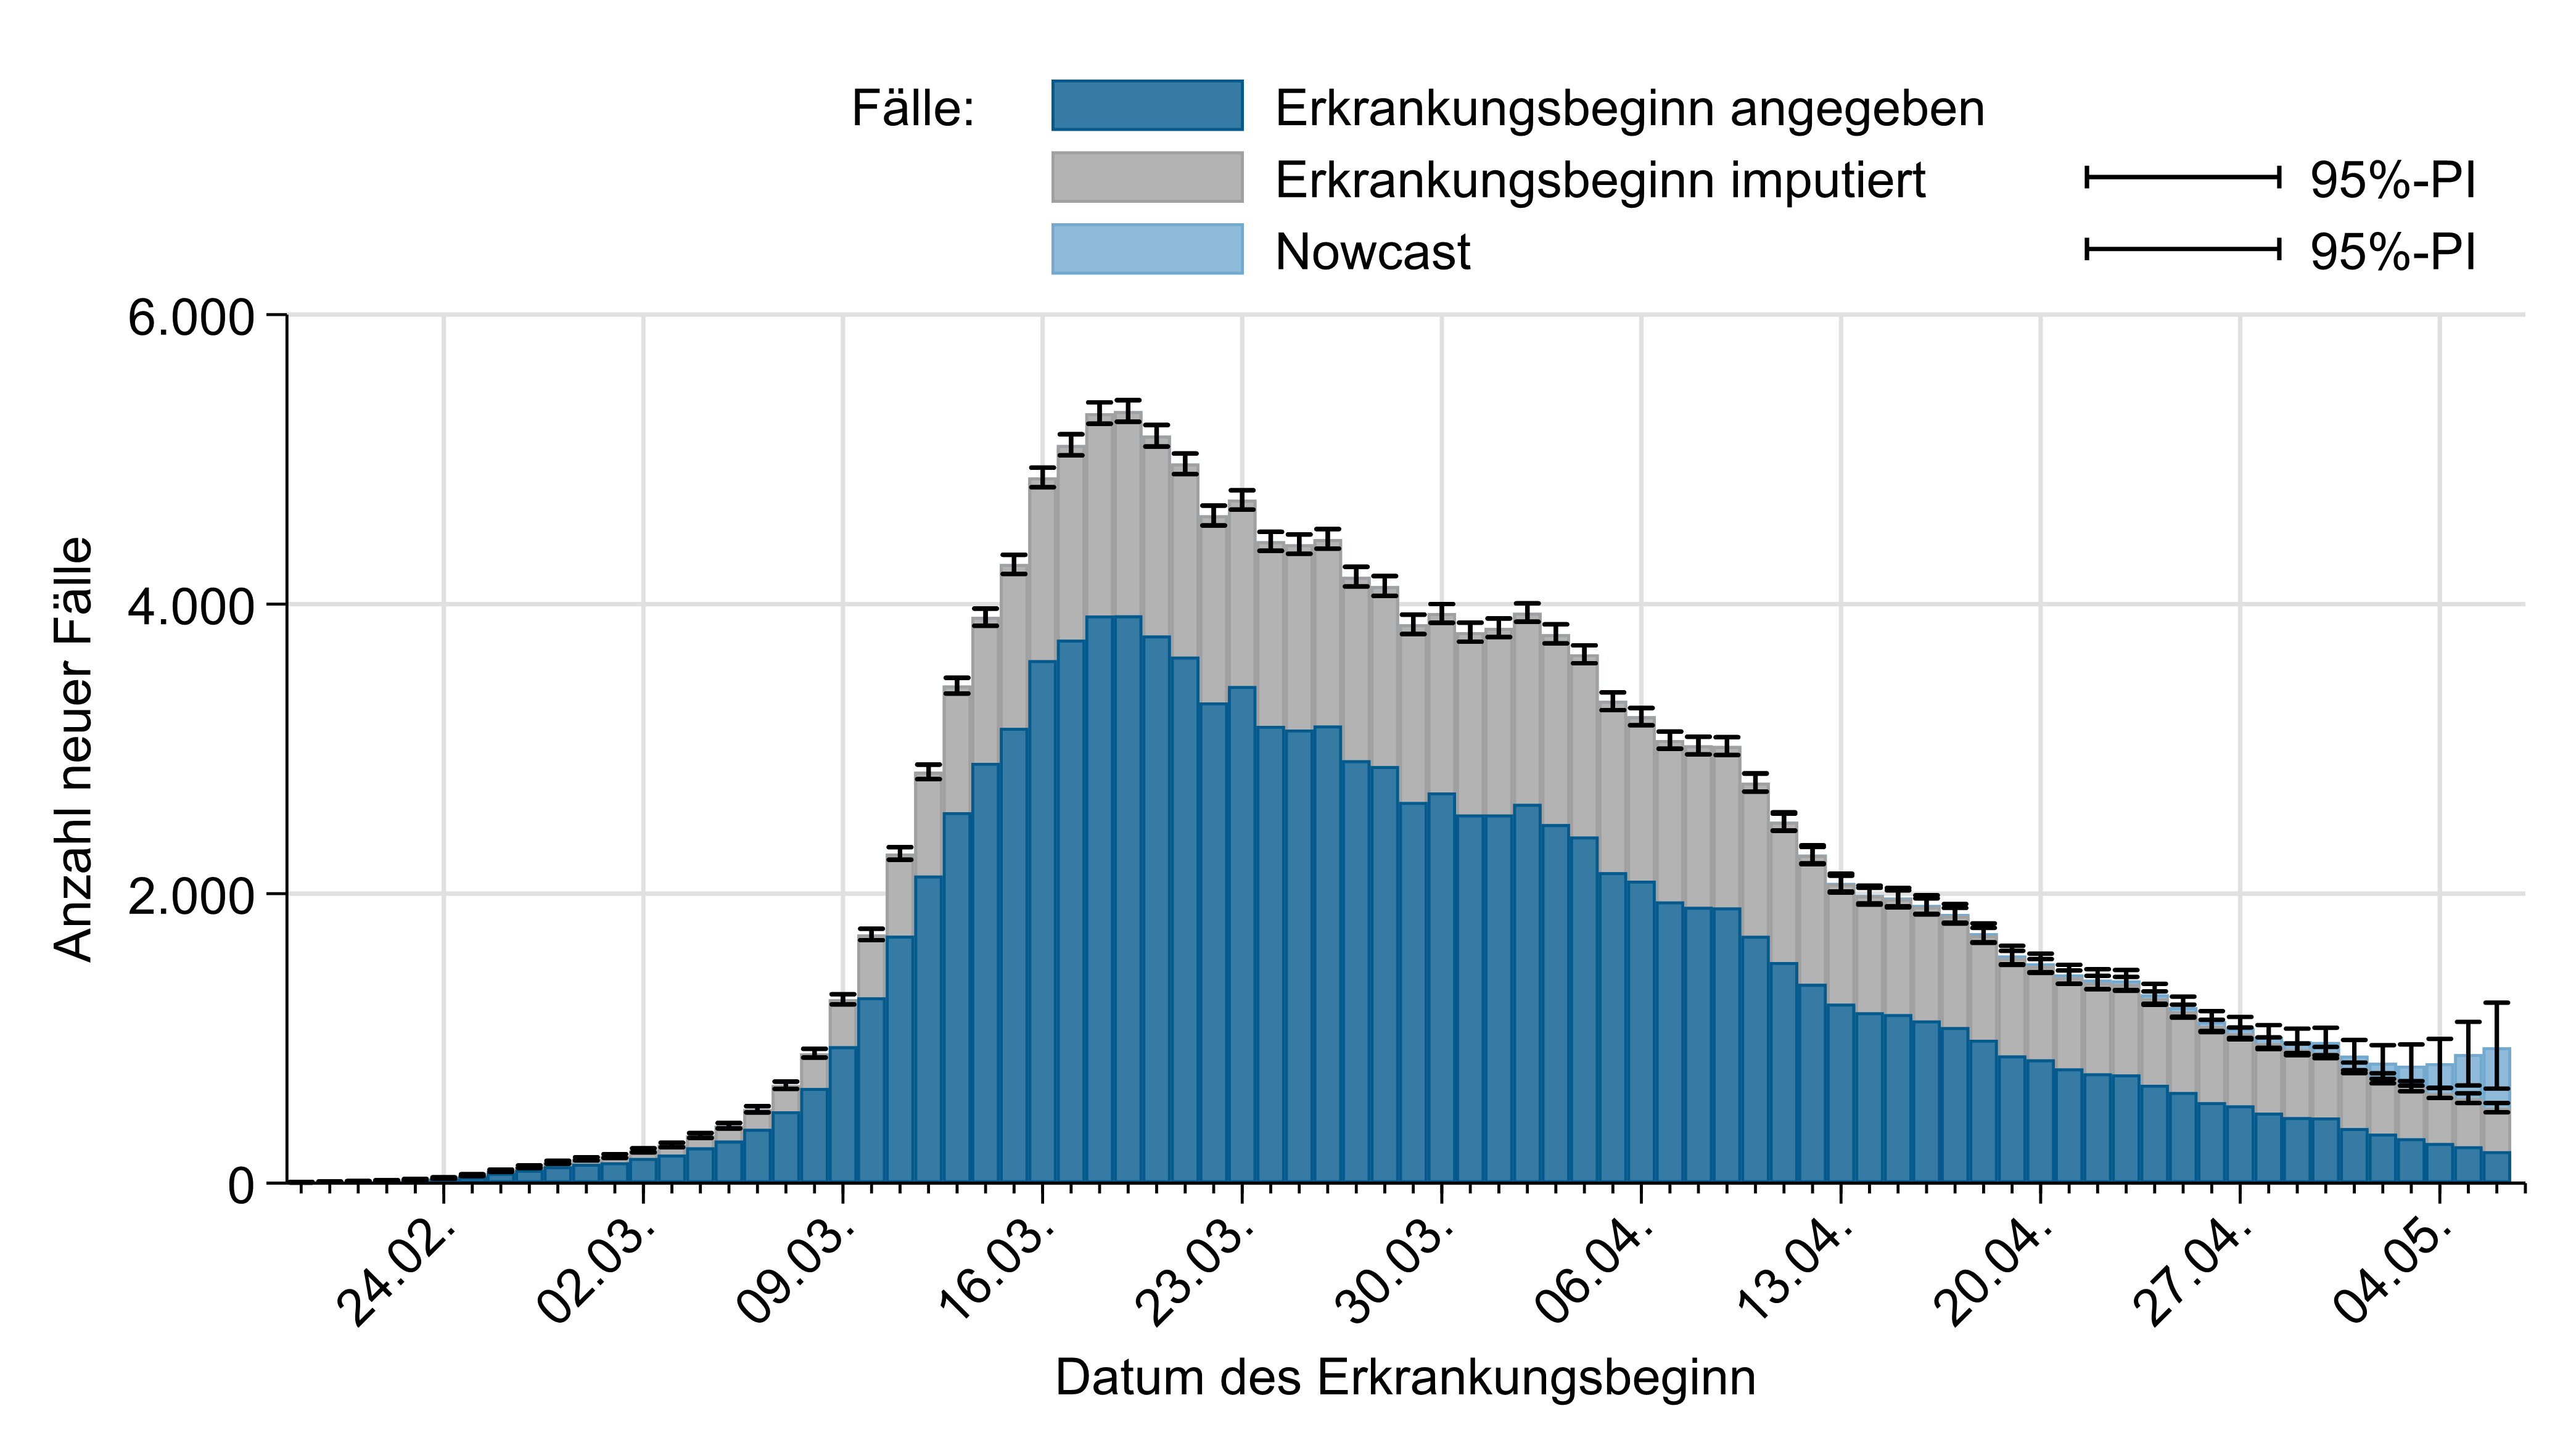 Fälle: Erkrankungsbeginn angegeben
Erkrankungsbeginn imputiert 95%-PI
Nowcast 95%-PI
6.000
4.000
2.000
0
Anzahl neuer Fälle
24.02. 02.03. 09.03. 16.03. 23.03. 30.03. 06.04. 13.04. 20.04. 27.04. 04.05.
Datum des Erkrankungsbeginn